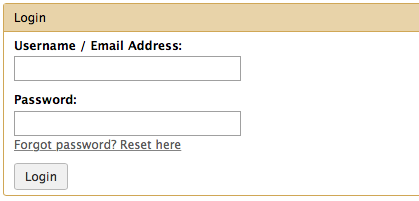 Login
Username / Email Address:
Password:
Forgot password? Reset here
Login